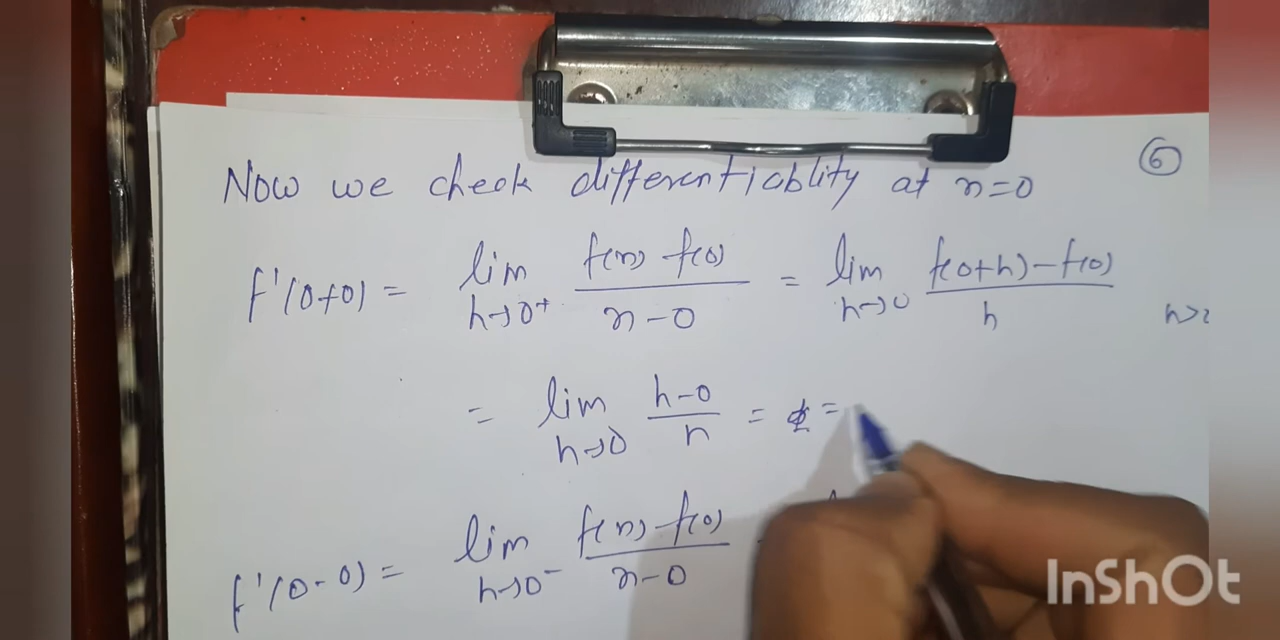 Now we check differentiablity at x=0
6
f'(0+0) = lim h→0+ f(x)-f(0) / x-0 = lim h→0 f(0+h)-f(0) / h h>
= lim h→0 h-0 / h = =
f'(0-0) = lim h→0- f(x)-f(0) / x-0
InShOt